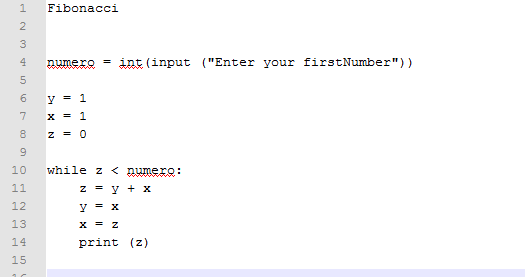 1 Fibonacci
2
3
4 numero = int(input ("Enter your firstNumber"))
5
6 y = 1
7 x = 1
8 z = 0
9
10 while z < numero:
11     z = y + x
12     y = x
13     x = z
14     print (z)
15
16